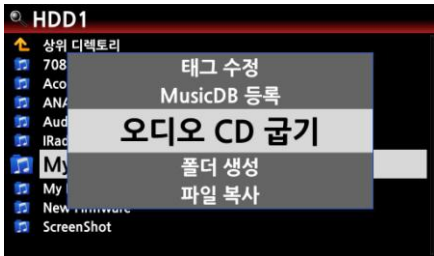 HDD1
상위 디렉토리
708
Aco
ANA
Aud
IRad
My
My
New Firmware
ScreenShot
태그 수정
MusicDB 등록
오디오 CD 굽기
폴더 생성
파일 복사